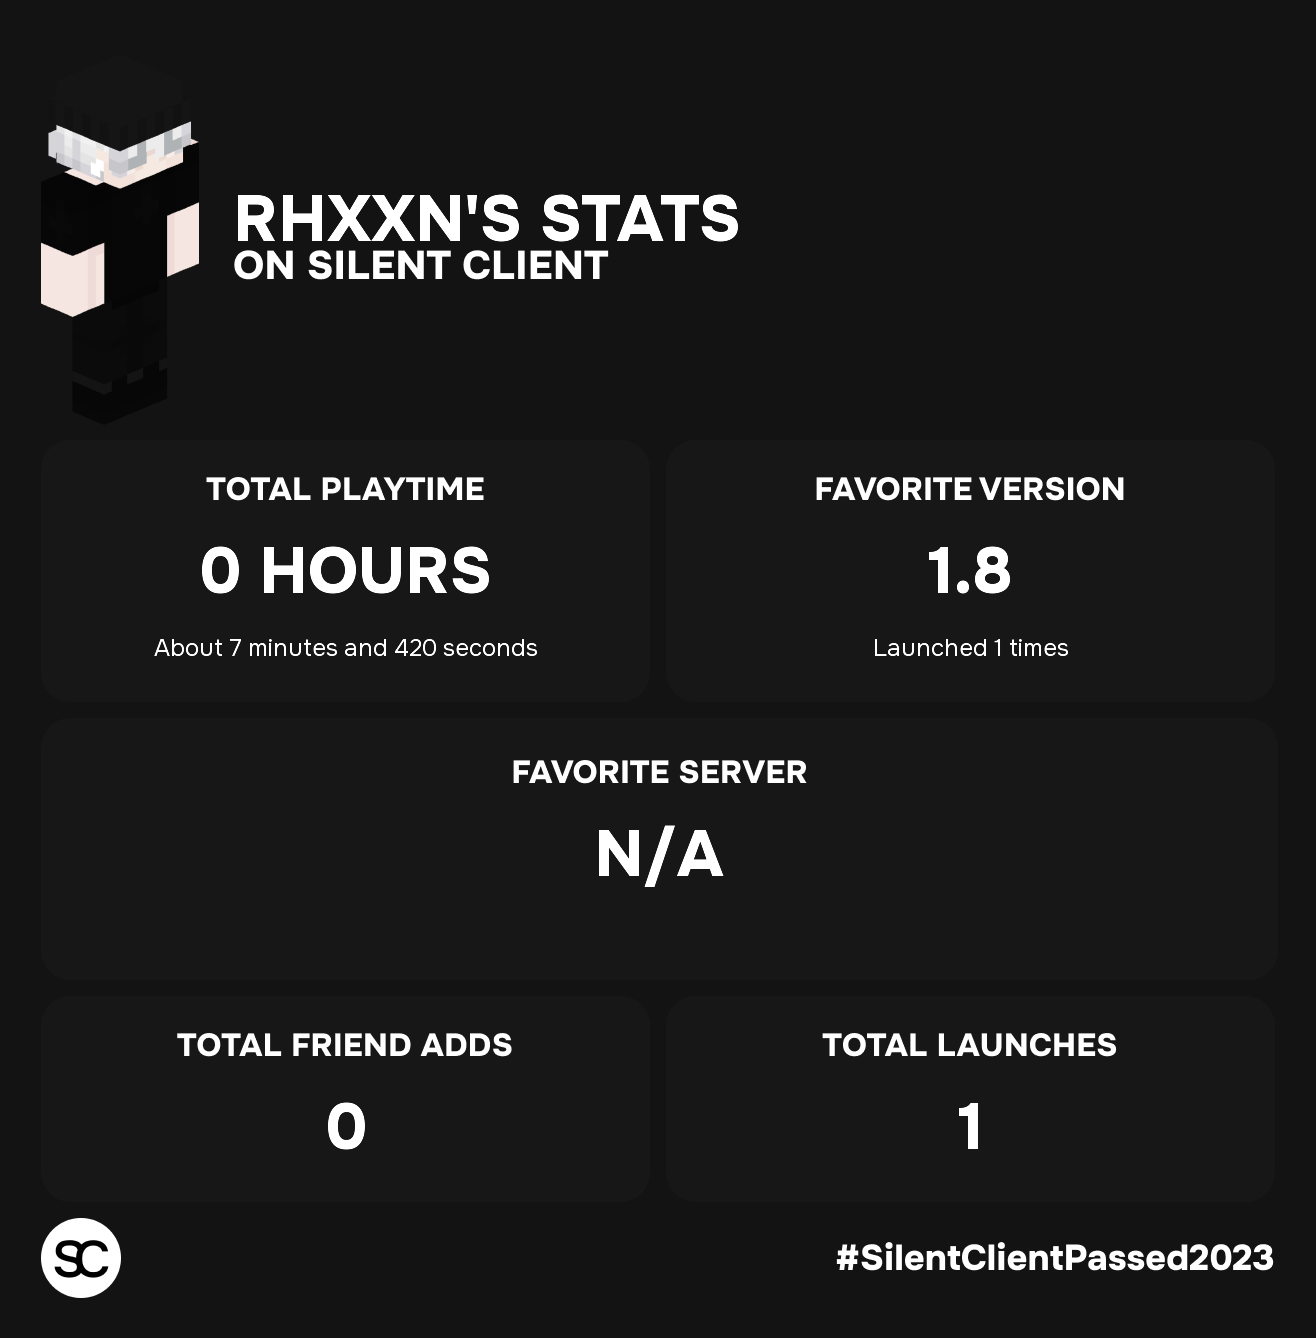 RHXXN'S STATS
ON SILENT CLIENT
TOTAL PLAYTIME
0 HOURS
About 7 minutes and 420 seconds
FAVORITE VERSION
1.8
Launched 1 times
FAVORITE SERVER
N/A
TOTAL FRIEND ADDS
0
TOTAL LAUNCHES
1
SC
#SilentClientPassed2023